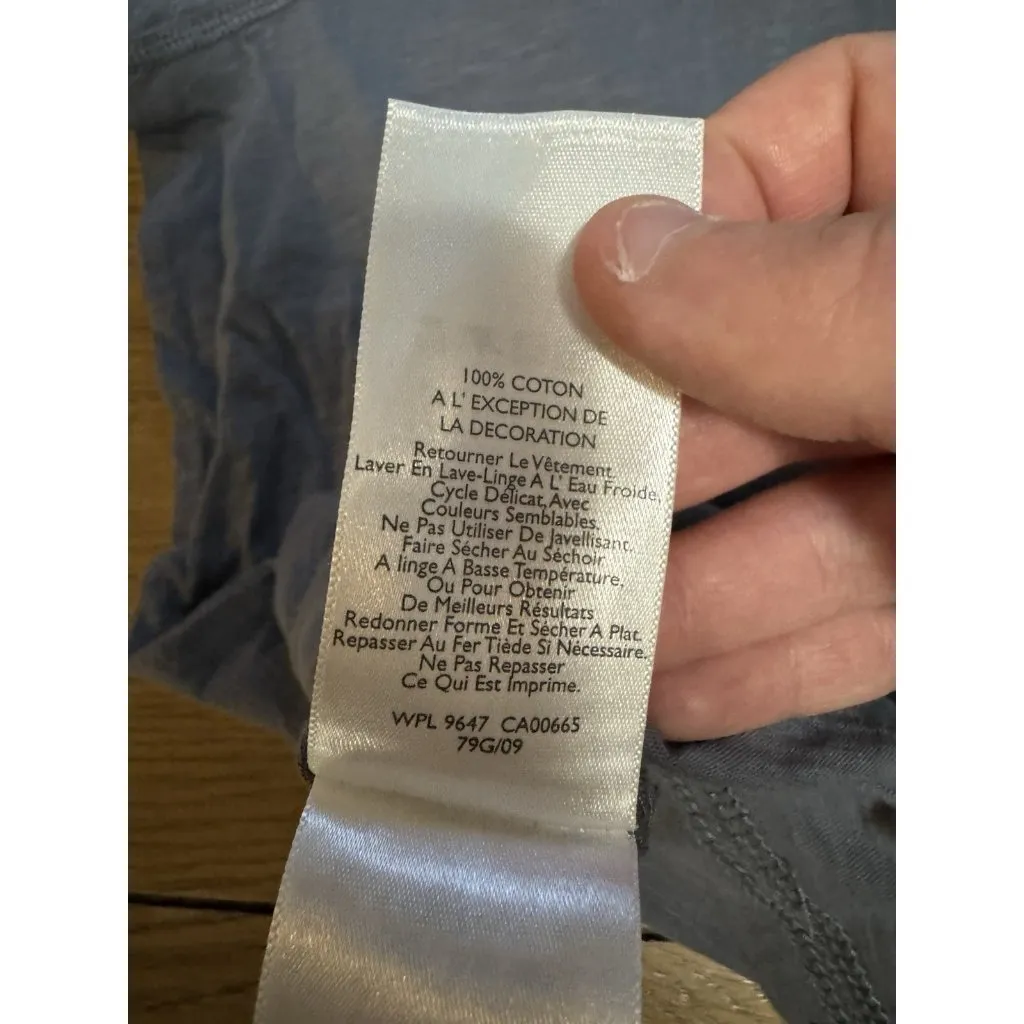 100% COTON
A L' EXCEPTION DE
LA DECORATION
Retourner Le Vêtement
Laver En Lave-Linge A L' Eau Froide,
Cycle Délicat, Avec
Couleurs Semblables.
Ne Pas Utiliser De Javellisant.
Faire Sécher Au Séchoir
A linge A Basse Température,
Ou Pour Obtenir
De Meilleurs Résultats
Redonner Forme Et Sécher A Plat.
Repasser Au Fer Tiède Si Nécessaire.
Ne Pas Repasser
Ce Qui Est Imprime.
WPL 9647 CA00665
79G/09